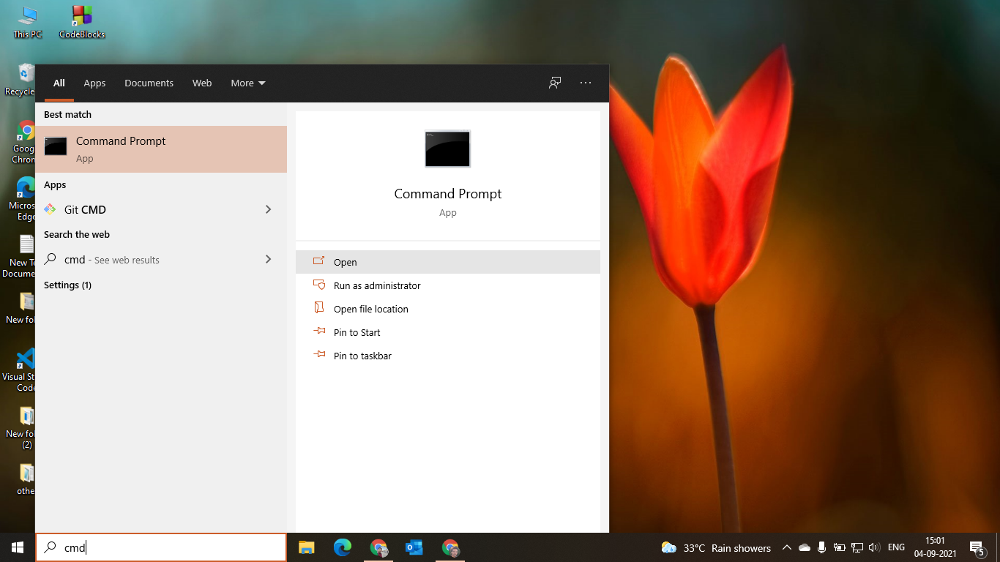 This PC
CodeBlocks
Recycle
Goog
Chrom
Micros
Edge
New Te
Docume
New fol
Visual St
Code
New fol
(2)
othe
All
Apps
Documents
Web
More
Best match
Command Prompt
App
Apps
Git CMD
Search the web
cmd - See web results
Settings (1)
Command Prompt
App
Open
Run as administrator
Open file location
Pin to Start
Pin to taskbar
cmd
33°C Rain showers
ENG
15:01
04-09-2021
5